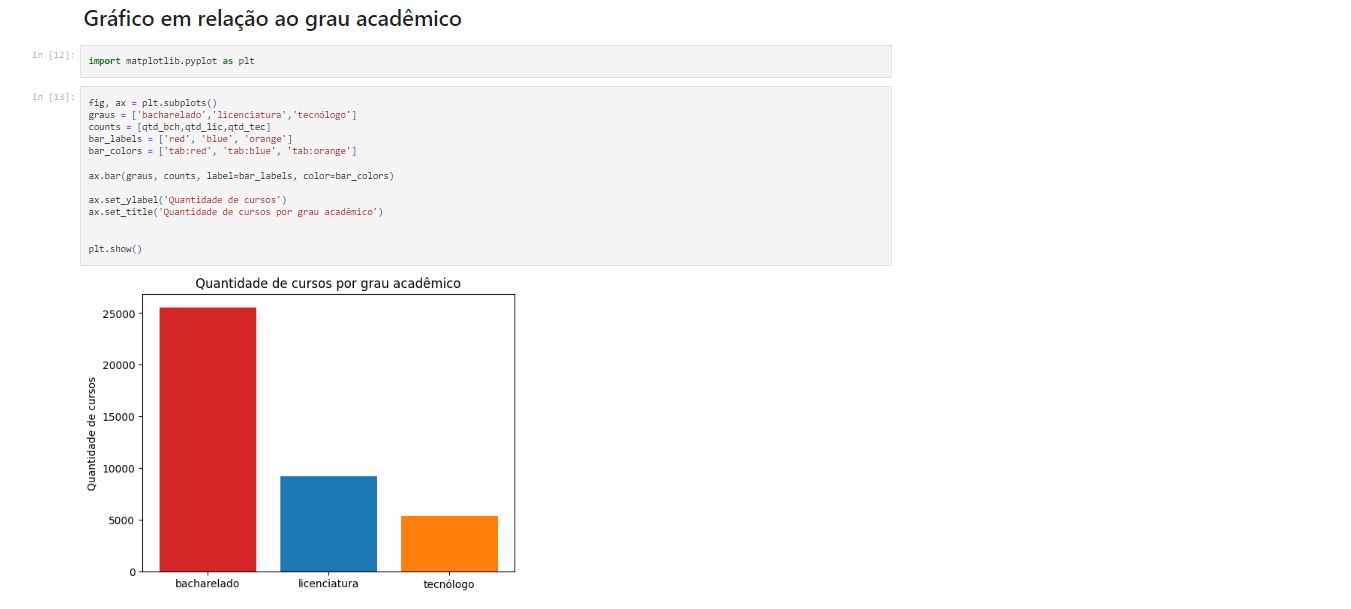 Gráfico em relação ao grau acadêmico
In [12]:
import matplotlib.pyplot as plt
In [13]:
fig, ax = plt.subplots()
graus = ['bacharelado','licenciatura','tecnólogo']
counts = [qtd_bch,qtd_lic,qtd_tec]
bar_labels = ['red', 'blue', 'orange']
bar_colors = ['tab:red', 'tab:blue', 'tab:orange']
ax.bar(graus, counts, label=bar_labels, color=bar_colors)
ax.set_ylabel('Quantidade de cursos')
ax.set_title('Quantidade de cursos por grau acadêmico')
plt.show()
Quantidade de cursos por grau acadêmico
Quantidade de cursos
25000
20000
15000
10000
5000
0
bacharelado
licenciatura
tecnólogo